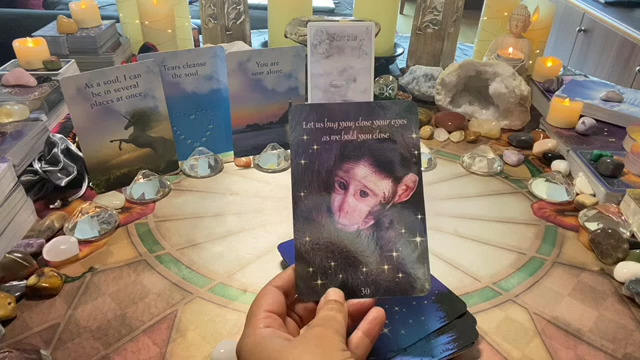 As a soul, I can
be in several
places at once.
Tears cleanse
the soul
You are
never alone
Scorpio
Let us hug you, close your eyes
as we hold you close
30